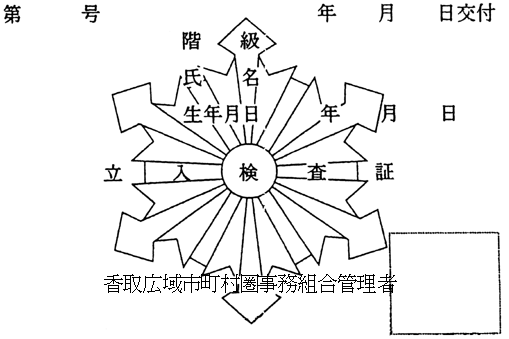 第　　号　　　　　　年　　月　　日交付
階級
氏名
生年月日　　　年　　月　　日
立入検査証
香取広域市町村圏事務組合管理者